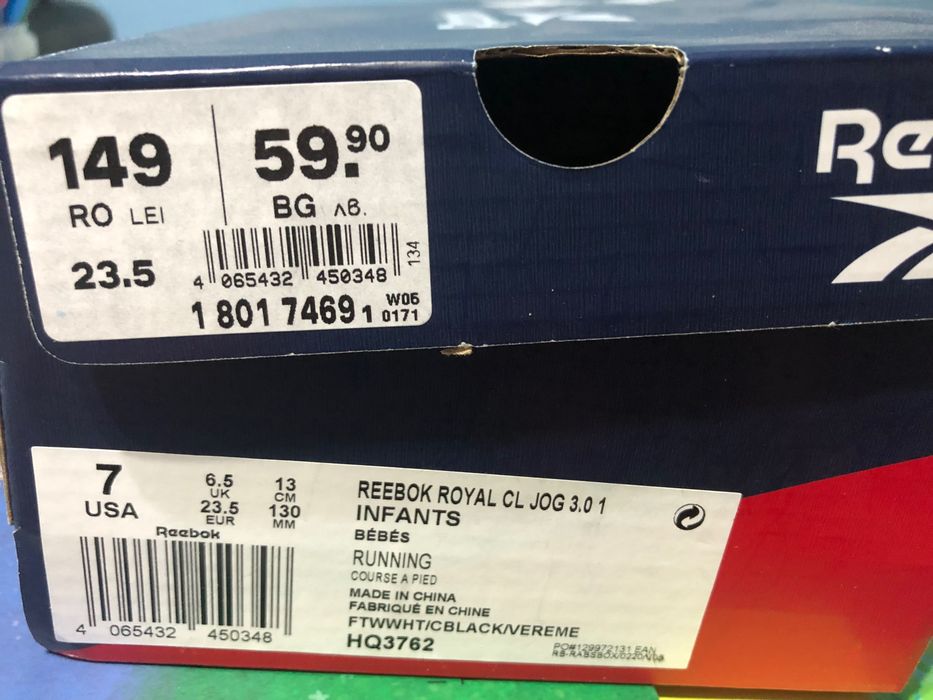 149
RO LEI
59.90
BG лв.
23.5
4 065432 450348
134
1 801 7469 1
W06
0171
Re
7
USA
6.5
UK
23.5
EUR
13
CM
130
MM
Reebok
4 065432 450348
REEBOK ROYAL CL JOG 3.0 1
INFANTS
BÉBÉS
RUNNING
COURSE A PIED
MADE IN CHINA
FABRIQUÉ EN CHINE
FTWWHT/CBLACK/VEREME
HQ3762
PO#129972131 EAN